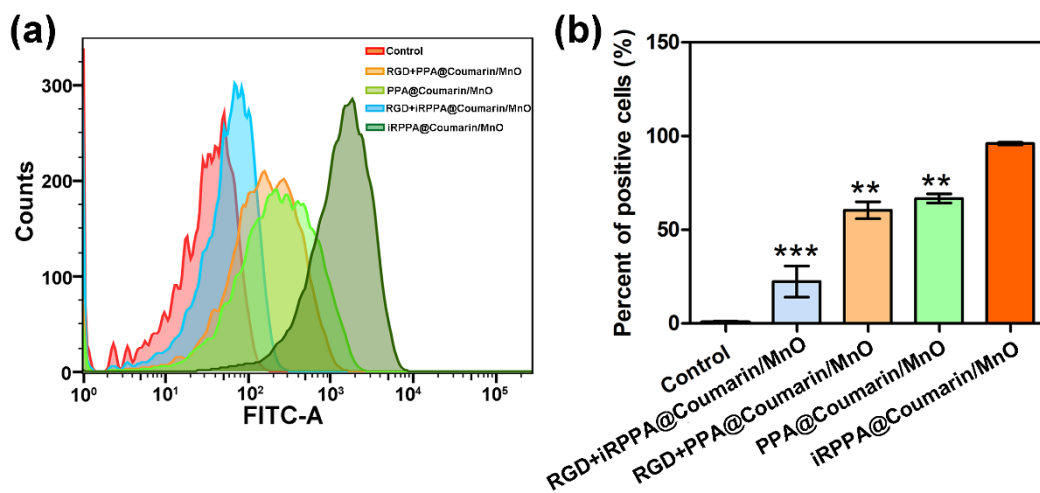 (a)
Control
RGD+PPA@Coumarin/MnO
PPA@Coumarin/MnO
RGD+iRPPA@Coumarin/MnO
iRPPA@Coumarin/MnO
Counts
300
200
100
0
10⁰
10¹
10²
10³
10⁴
10⁵
FITC-A
(b)
Percent of positive cells (%)
150
100
50
0
***
**
**
Control
RGD+iRPPA@Coumarin/MnO
RGD+PPA@Coumarin/MnO
PPA@Coumarin/MnO
iRPPA@Coumarin/MnO